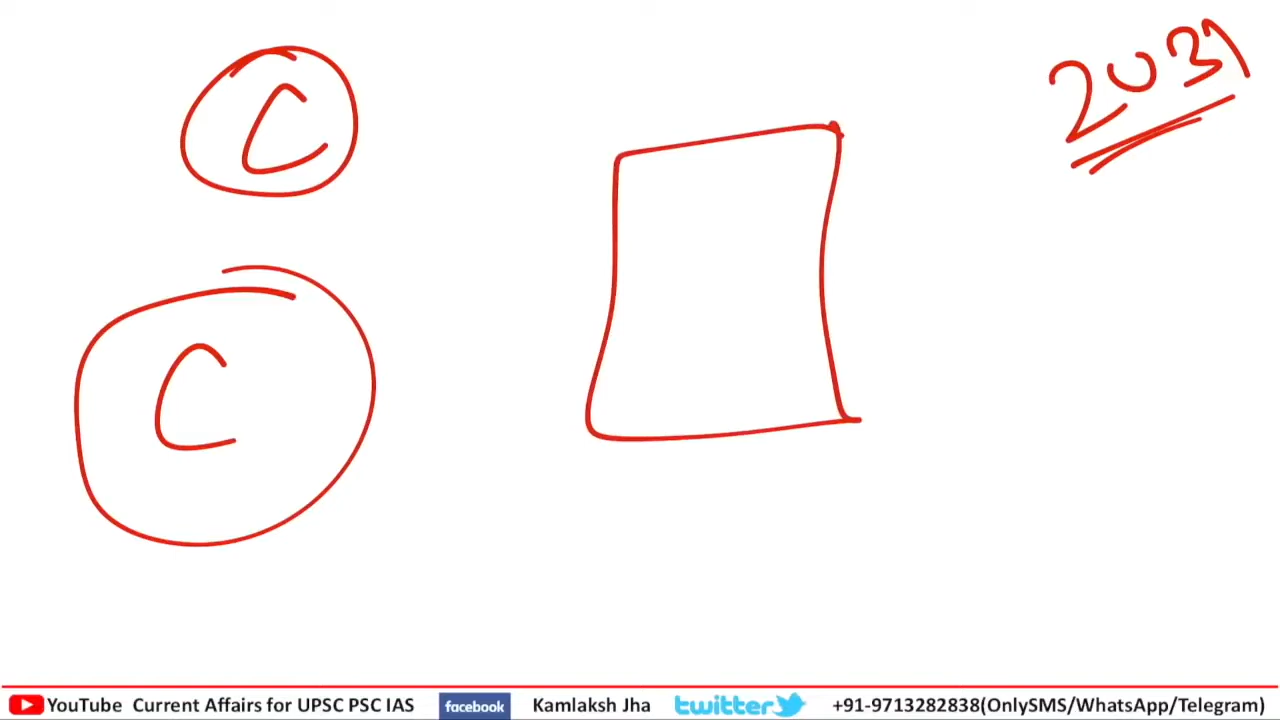 2031
C
C
YouTube Current Affairs for UPSC PSC IAS facebook Kamlaksh Jha twitter +91-9713282838(OnlySMS/WhatsApp/Telegram)